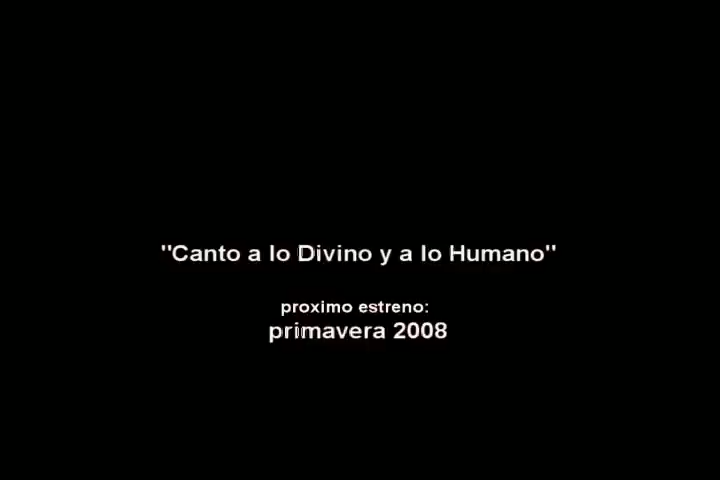 "Canto a lo Divino y a lo Humano"
proximo estreno:
primavera 2008